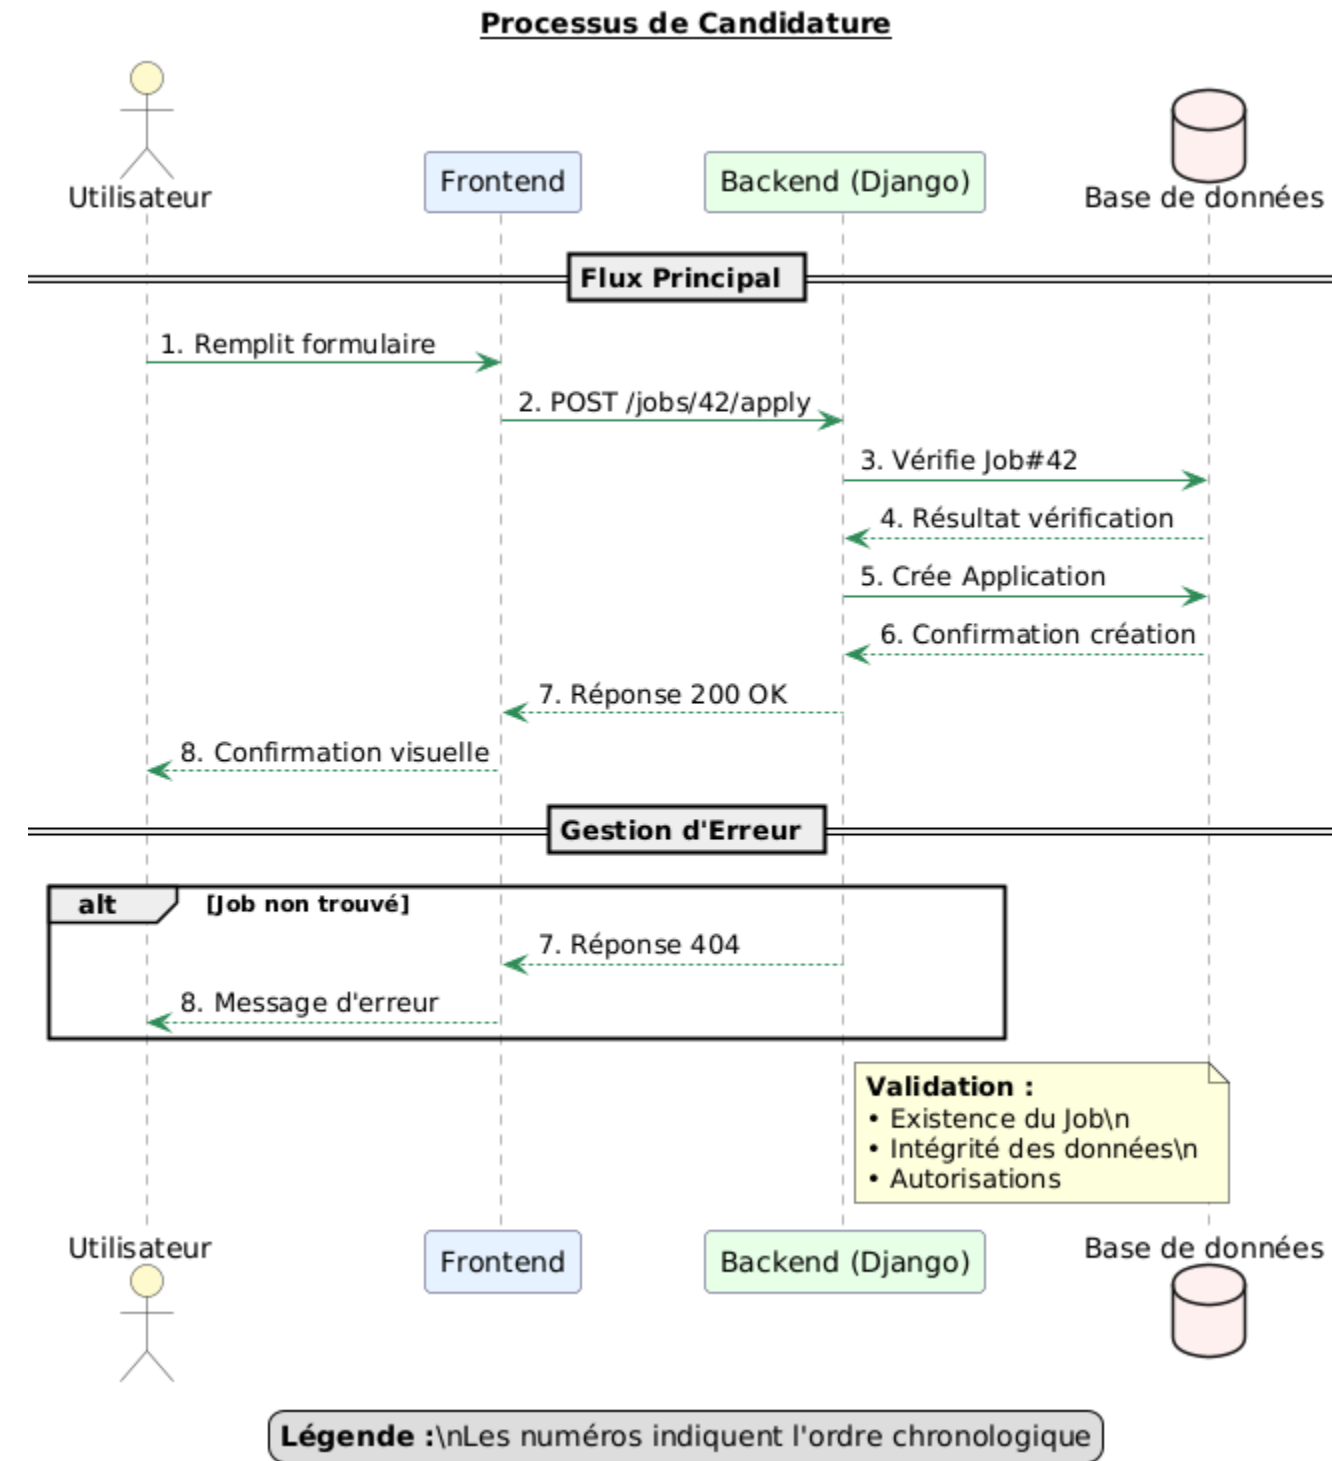 Processus de Candidature
Utilisateur
Frontend
Backend (Django)
Base de données
Flux Principal
1. Remplit formulaire
2. POST /jobs/42/apply
3. Vérifie Job#42
4. Résultat vérification
5. Crée Application
6. Confirmation création
7. Réponse 200 OK
8. Confirmation visuelle
Gestion d'Erreur
alt [Job non trouvé]
7. Réponse 404
8. Message d'erreur
Validation :
• Existence du Job\n
• Intégrité des données\n
• Autorisations
Utilisateur
Frontend
Backend (Django)
Base de données
Légende :\nLes numéros indiquent l'ordre chronologique